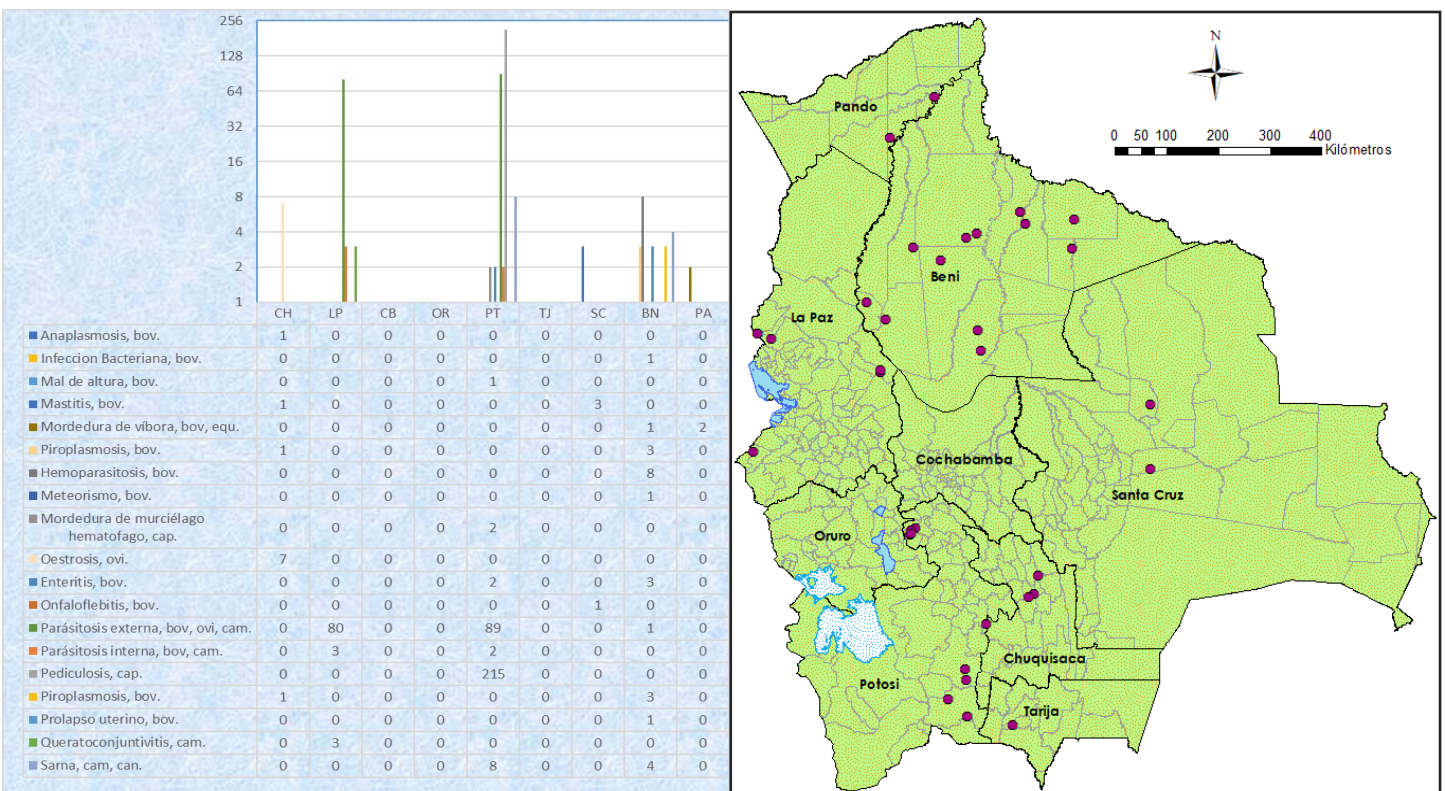 256
128
64
32
16
8
4
2
1
CH LP CB OR PT TJ SC BN PA
Anaplasmosis, bov. 1 0 0 0 0 0 0 0 0
Infeccion Bacteriana, bov. 0 0 0 0 0 0 0 1 0
Mal de altura, bov. 0 0 0 0 1 0 0 0 0
Mastitis, bov. 1 0 0 0 0 0 3 0 0
Mordedura de víbora, bov, equ. 0 0 0 0 0 0 0 1 2
Piroplasmosis, bov. 1 0 0 0 0 0 0 3 0
Hemoparasitosis, bov. 0 0 0 0 0 0 0 8 0
Meteorismo, bov. 0 0 0 0 0 0 0 1 0
Mordedura de murciélago
hematofago, cap. 0 0 0 0 2 0 0 0 0
Oestrosis, ovi. 7 0 0 0 0 0 0 0 0
Enteritis, bov. 0 0 0 0 2 0 0 3 0
Onfaloflebitis, bov. 0 0 0 0 0 0 1 0 0
Parásitosis externa, bov, ovi, cam. 0 80 0 0 89 0 0 1 0
Parásitosis interna, bov, cam. 0 3 0 0 2 0 0 0 0
Pediculosis, cap. 0 0 0 0 215 0 0 0 0
Piroplasmosis, bov. 1 0 0 0 0 0 0 3 0
Prolapso uterino, bov. 0 0 0 0 0 0 0 1 0
Queratoconjuntivitis, cam. 0 3 0 0 0 0 0 0 0
Sarna, cam, can. 0 0 0 0 8 0 0 4 0
N
0 50 100 200 300 400
Kilómetros
Pando
Beni
La Paz
Cochabamba
Santa Cruz
Oruro
Chuquisaca
Potosi
Tarija